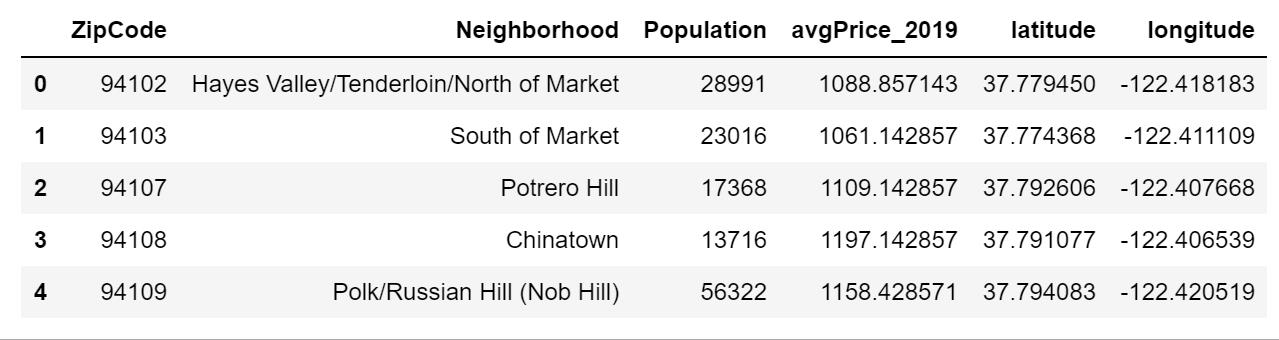 ZipCode Neighborhood Population avgPrice_2019 latitude longitude
0 94102 Hayes Valley/Tenderloin/North of Market 28991 1088.857143 37.779450 -122.418183
1 94103 South of Market 23016 1061.142857 37.774368 -122.411109
2 94107 Potrero Hill 17368 1109.142857 37.792606 -122.407668
3 94108 Chinatown 13716 1197.142857 37.791077 -122.406539
4 94109 Polk/Russian Hill (Nob Hill) 56322 1158.428571 37.794083 -122.420519